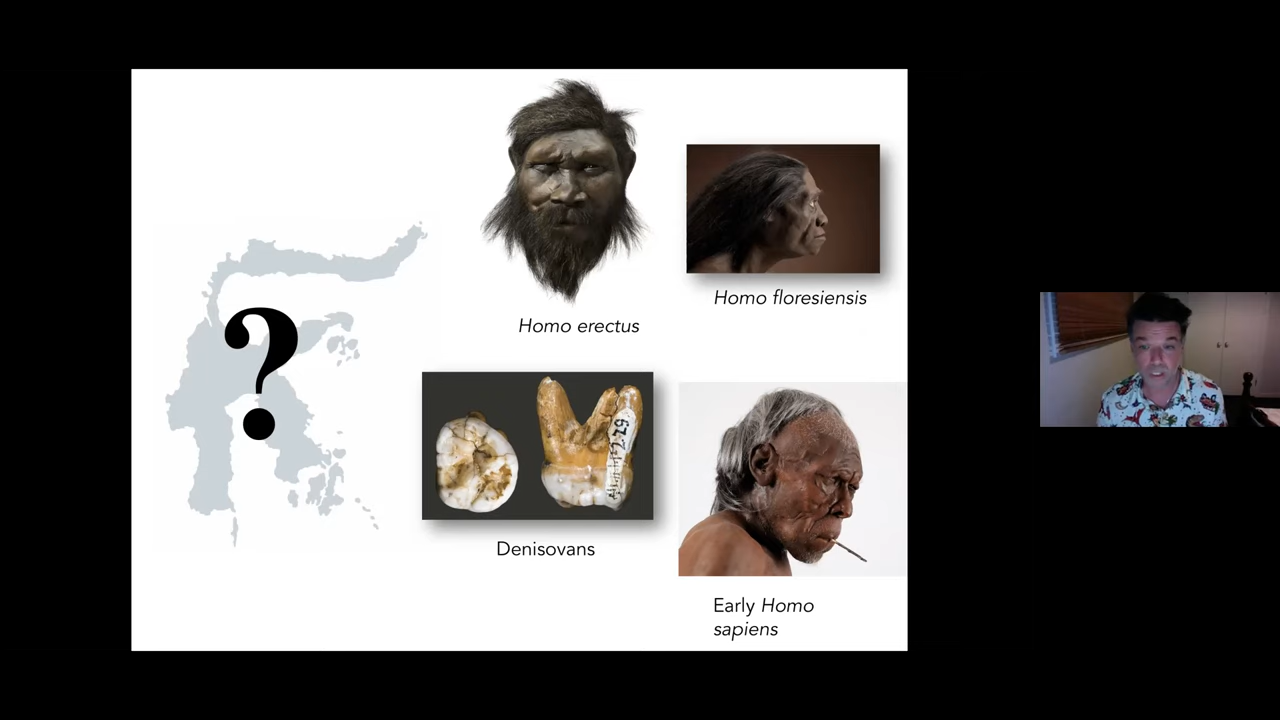 ?
Homo erectus
Homo floresiensis
Denisovans
Early Homo
sapiens